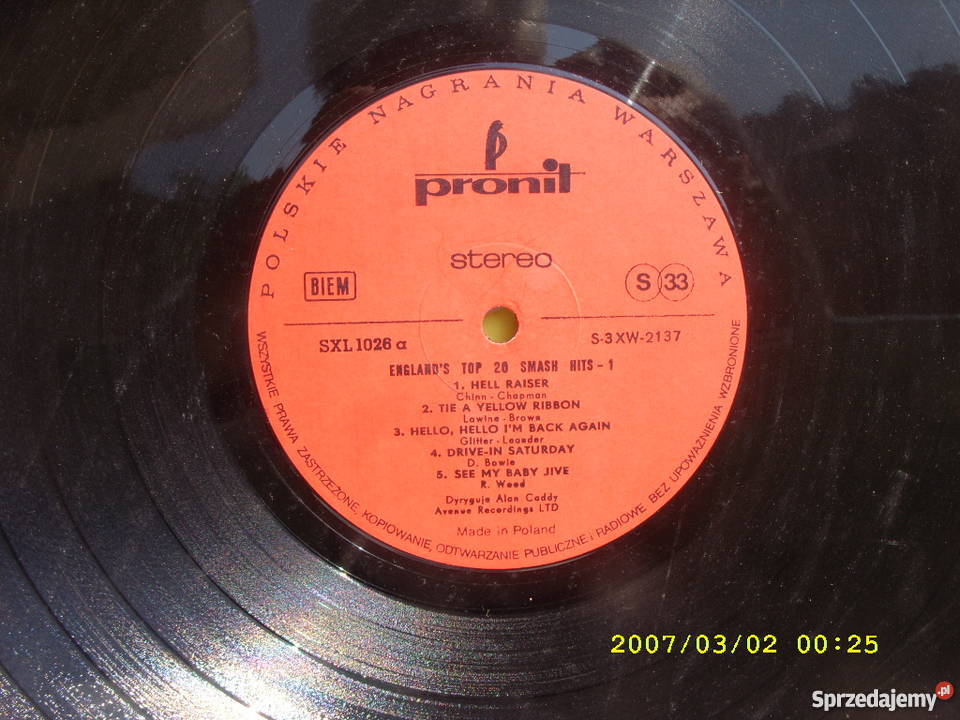 POLSKIE NAGRANIA WARSZAWA
pronit
stereo
BIEM
S 33
SXL 1026 a
S-3 XW-2137
ENGLAND'S TOP 20 SMASH HITS - 1
1. HELL RAISER
Chinn - Chapman
2. TIE A YELLOW RIBBON
Lawine - Brown
3. HELLO, HELLO I'M BACK AGAIN
Glitter - Leander
4. DRIVE-IN SATURDAY
D. Bowie
5. SEE MY BABY JIVE
R. Wood
Dyryguje Alan Caddy
Avenue Recordings LTD
Made in Poland
WSZYSTKIE PRAWA ZASTRZEŻONE, KOPIOWANIE, ODTWARZANIE PUBLICZNE i RADIOWE BEZ UPOWAŻNIENIA WZBRONIONE
2007/03/02 00:25
Sprzedajemy.pl